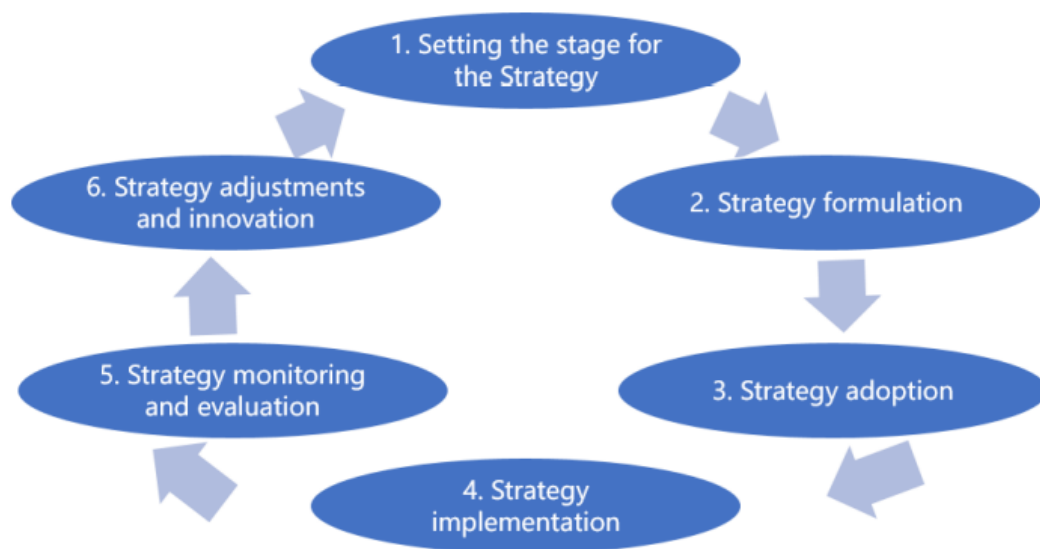 1. Setting the stage for
the Strategy
2. Strategy formulation
3. Strategy adoption
4. Strategy
implementation
5. Strategy monitoring
and evaluation
6. Strategy adjustments
and innovation